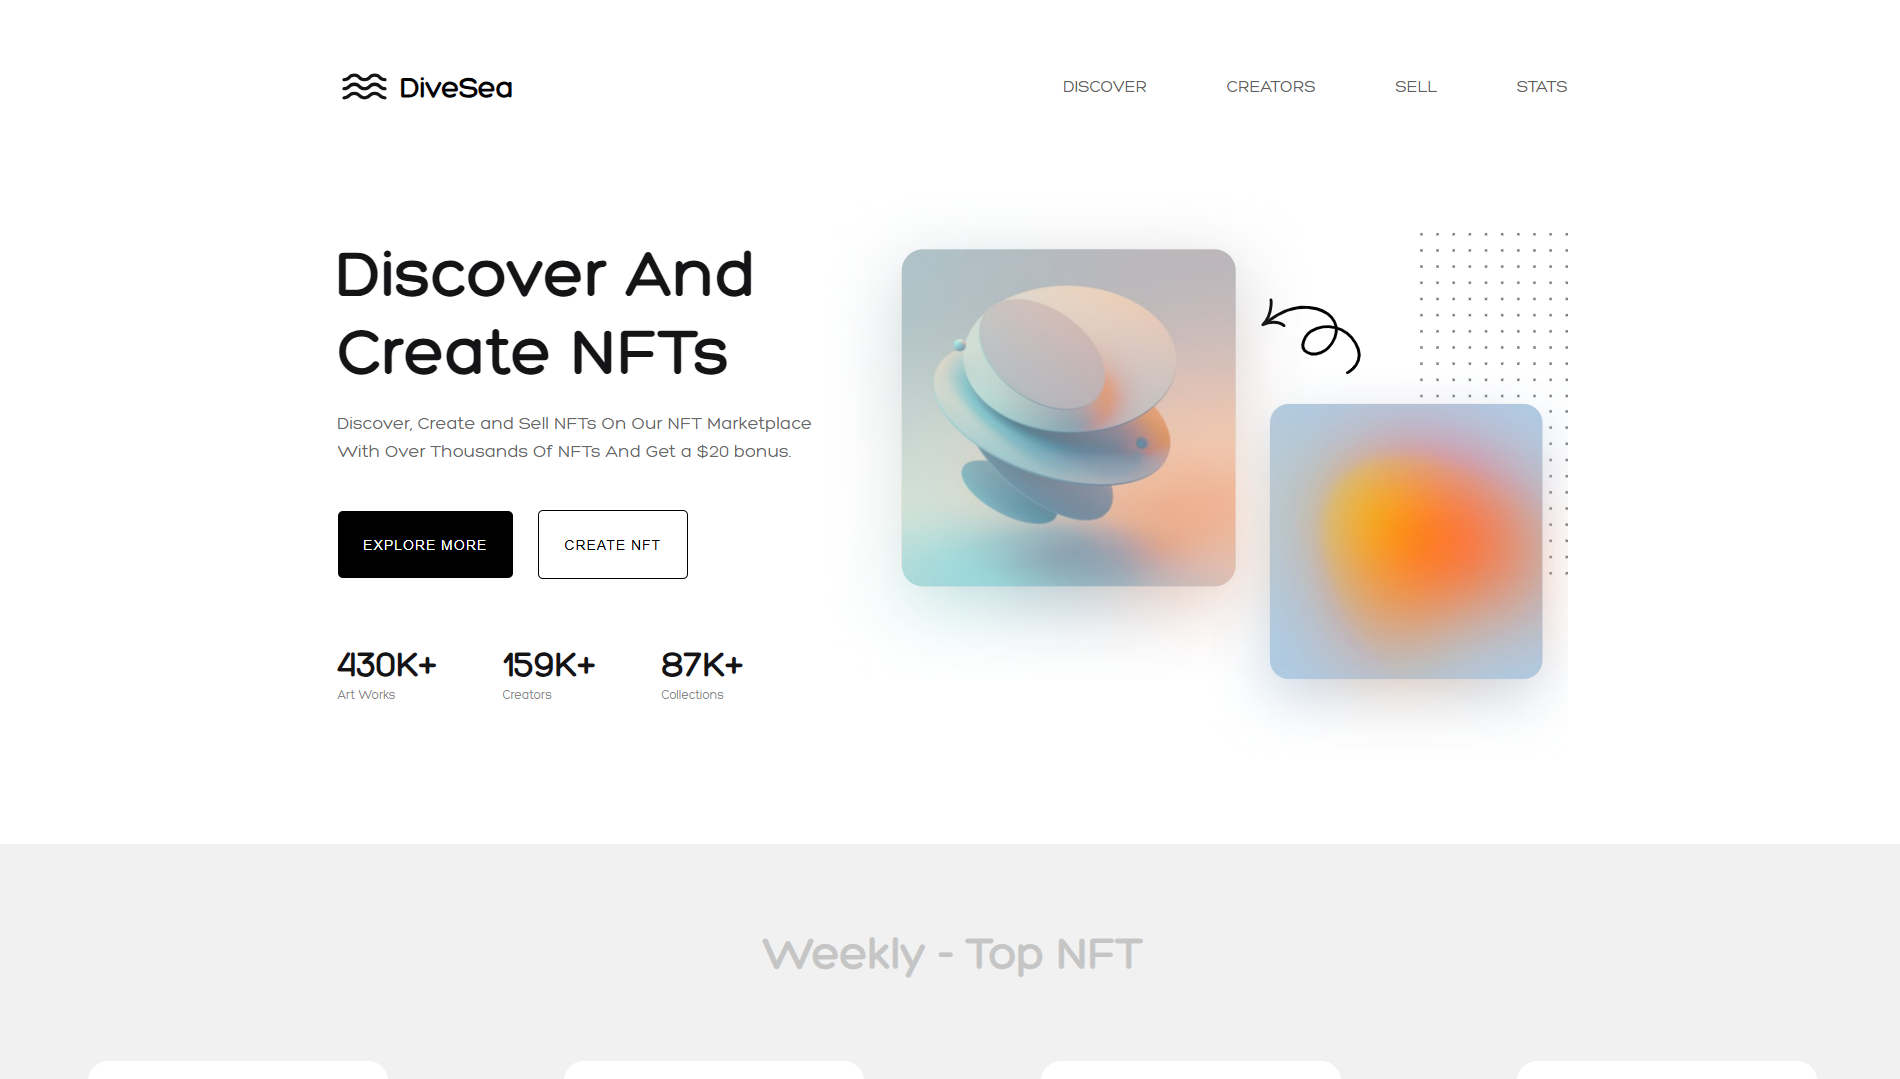 DiveSea
DISCOVER
CREATORS
SELL
STATS
Discover And
Create NFTs
Discover, Create and Sell NFTs On Our NFT Marketplace
With Over Thousands Of NFTs And Get a $20 bonus.
EXPLORE MORE
CREATE NFT
430K+
Art Works
159K+
Creators
87K+
Collections
Weekly - Top NFT